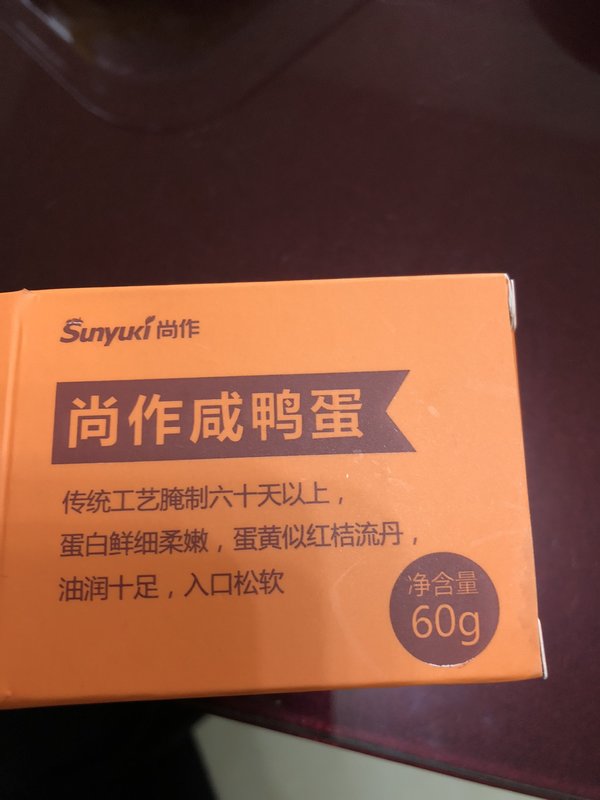 Sunyuki 尚作
尚作咸鸭蛋
传统工艺腌制六十天以上，
蛋白鲜细柔嫩，蛋黄似红桔流丹，
油润十足，入口松软
净含量
60g